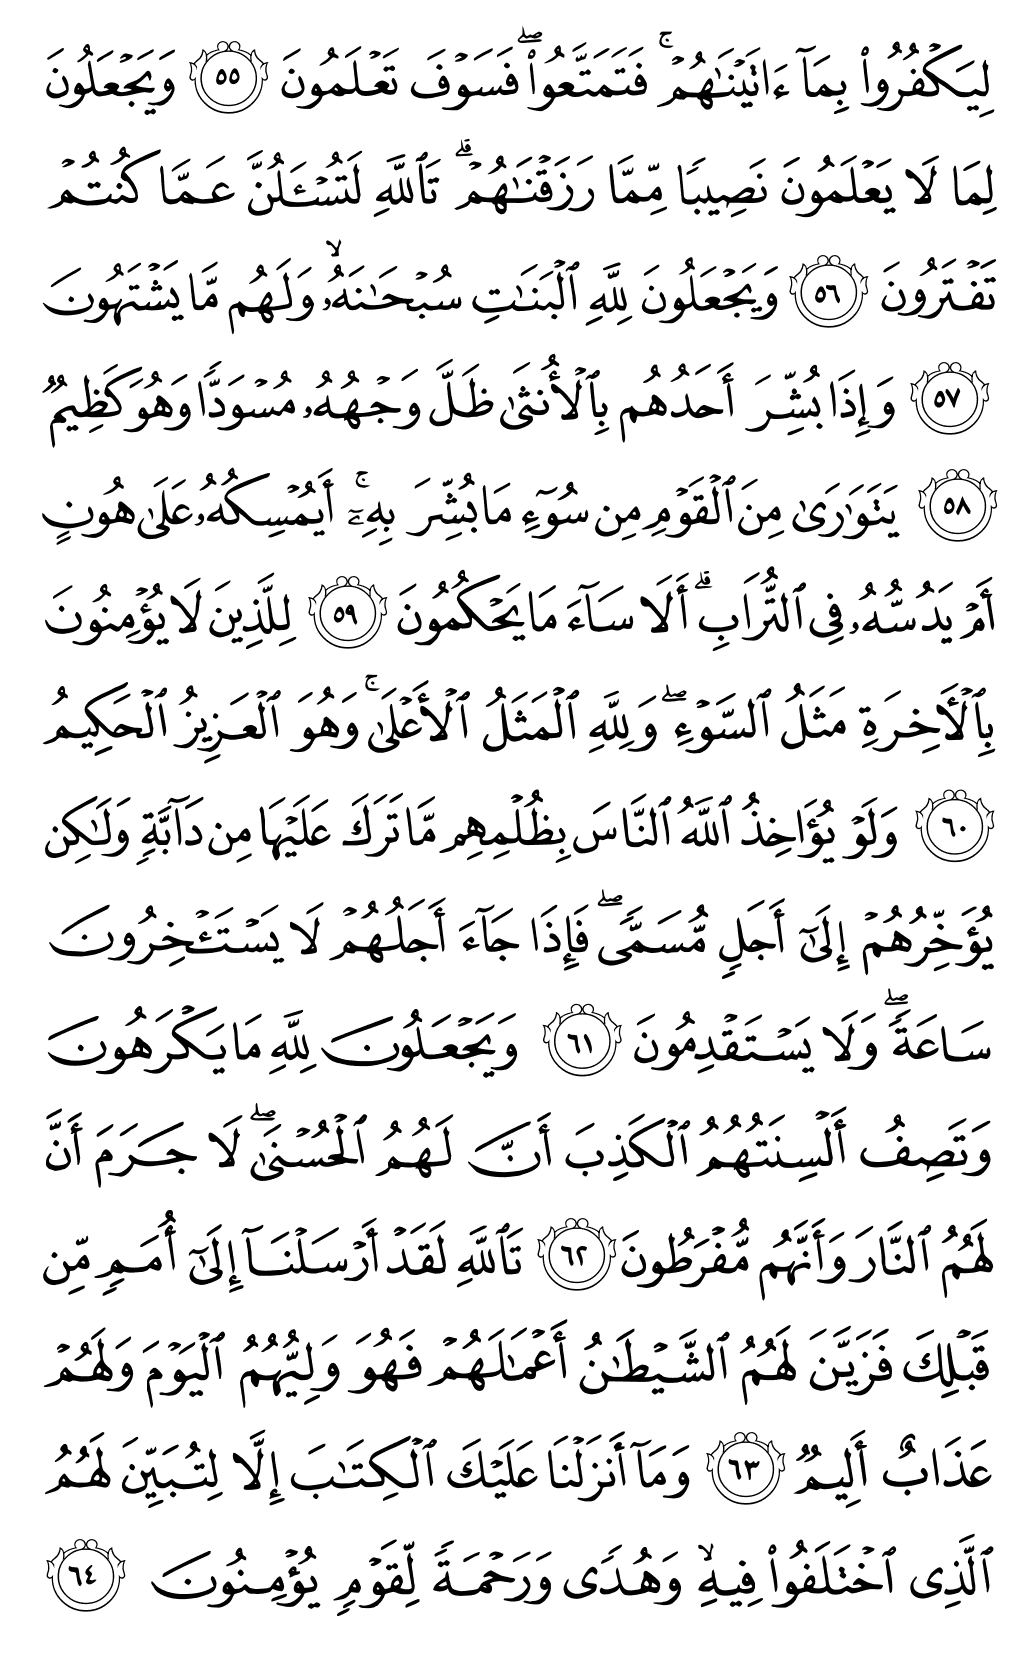 لِيَكۡفُرُواْ بِمَآ ءَاتَيۡنَٰهُمۡۚ فَتَمَتَّعُواْۖ فَسَوۡفَ تَعۡلَمُونَ ٥٥ وَيَجۡعَلُونَ
لِمَا لَا يَعۡلَمُونَ نَصِيبٗا مِّمَّا رَزَقۡنَٰهُمۡۗ تَٱللَّهِ لَتُسۡـَٔلُنَّ عَمَّا كُنتُمۡ
تَفۡتَرُونَ ٥٦ وَيَجۡعَلُونَ لِلَّهِ ٱلۡبَنَٰتِ سُبۡحَٰنَهُۥۙ وَلَهُم مَّا يَشۡتَهُونَ
٥٧ وَإِذَا بُشِّرَ أَحَدُهُم بِٱلۡأُنثَىٰ ظَلَّ وَجۡهُهُۥ مُسۡوَدّٗا وَهُوَ كَظِيمٞ
٥٨ يَتَوَٰرَىٰ مِنَ ٱلۡقَوۡمِ مِن سُوٓءِ مَا بُشِّرَ بِهِۦٓۚ أَيُمۡسِكُهُۥ عَلَىٰ هُونٍ
أَمۡ يَدُسُّهُۥ فِي ٱلتُّرَابِۗ أَلَا سَآءَ مَا يَحۡكُمُونَ ٥٩ لِلَّذِينَ لَا يُؤۡمِنُونَ
بِٱلۡأٓخِرَةِ مَثَلُ ٱلسَّوۡءِۖ وَلِلَّهِ ٱلۡمَثَلُ ٱلۡأَعۡلَىٰۚ وَهُوَ ٱلۡعَزِيزُ ٱلۡحَكِيمُ
٦٠ وَلَوۡ يُؤَاخِذُ ٱللَّهُ ٱلنَّاسَ بِظُلۡمِهِم مَّا تَرَكَ عَلَيۡهَا مِن دَآبَّةٖ وَلَٰكِن
يُؤَخِّرُهُمۡ إِلَىٰٓ أَجَلٖ مُّسَمّٗىۖ فَإِذَا جَآءَ أَجَلُهُمۡ لَا يَسۡتَـٔۡخِرُونَ
سَاعَةٗۖ وَلَا يَسۡتَقۡدِمُونَ ٦١ وَيَجۡعَلُونَ لِلَّهِ مَا يَكۡرَهُونَ
وَتَصِفُ أَلۡسِنَتُهُمُ ٱلۡكَذِبَ أَنَّ لَهُمُ ٱلۡحُسۡنَىٰۖ لَا جَرَمَ أَنَّ
لَهُمُ ٱلنَّارَ وَأَنَّهُم مُّفۡرَطُونَ ٦٢ تَٱللَّهِ لَقَدۡ أَرۡسَلۡنَآ إِلَىٰٓ أُمَمٖ مِّن
قَبۡلِكَ فَزَيَّنَ لَهُمُ ٱلشَّيۡطَٰنُ أَعۡمَٰلَهُمۡ فَهُوَ وَلِيُّهُمُ ٱلۡيَوۡمَ وَلَهُمۡ
عَذَابٌ أَلِيمٞ ٦٣ وَمَآ أَنزَلۡنَا عَلَيۡكَ ٱلۡكِتَٰبَ إِلَّا لِتُبَيِّنَ لَهُمُ
ٱلَّذِي ٱخۡتَلَفُواْ فِيهِۙ وَهُدٗى وَرَحۡمَةٗ لِّقَوۡمٖ يُؤۡمِنُونَ ٦٤